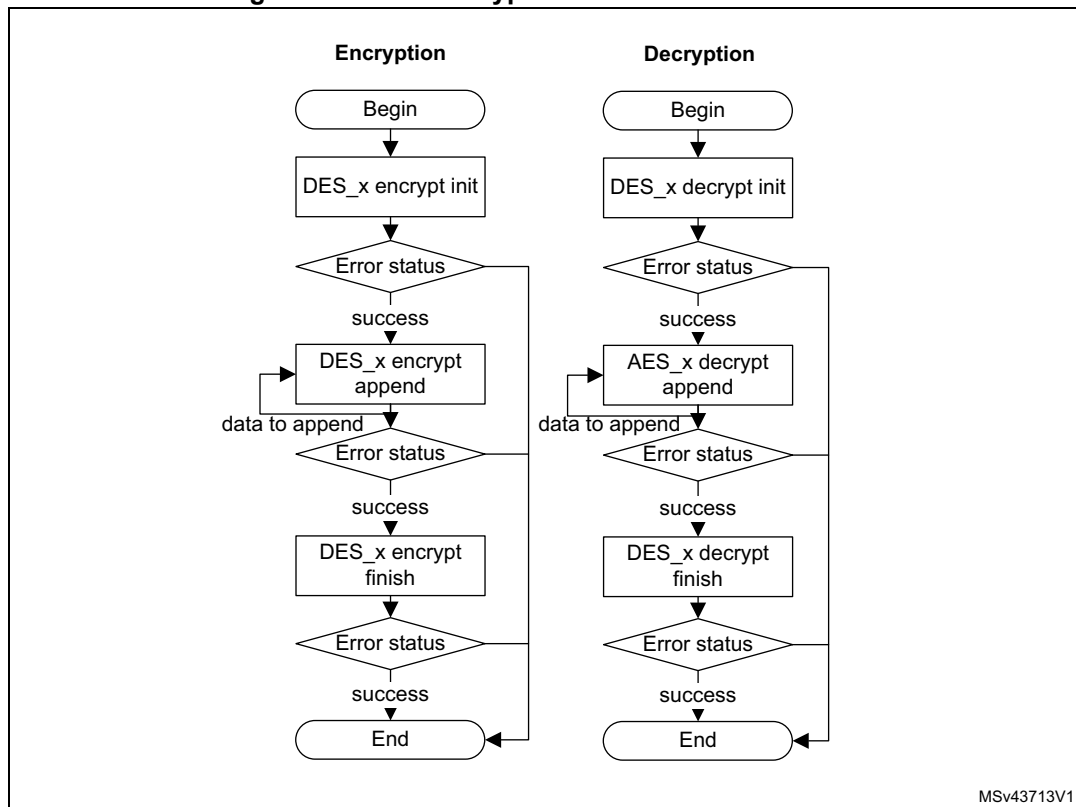 Encryption
Begin
DES_x encrypt init
Error status
success
DES_x encrypt
append
data to append
Error status
success
DES_x encrypt
finish
Error status
success
End
Decryption
Begin
DES_x decrypt init
Error status
success
AES_x decrypt
append
data to append
Error status
success
DES_x decrypt
finish
Error status
success
End
MSv43713V1